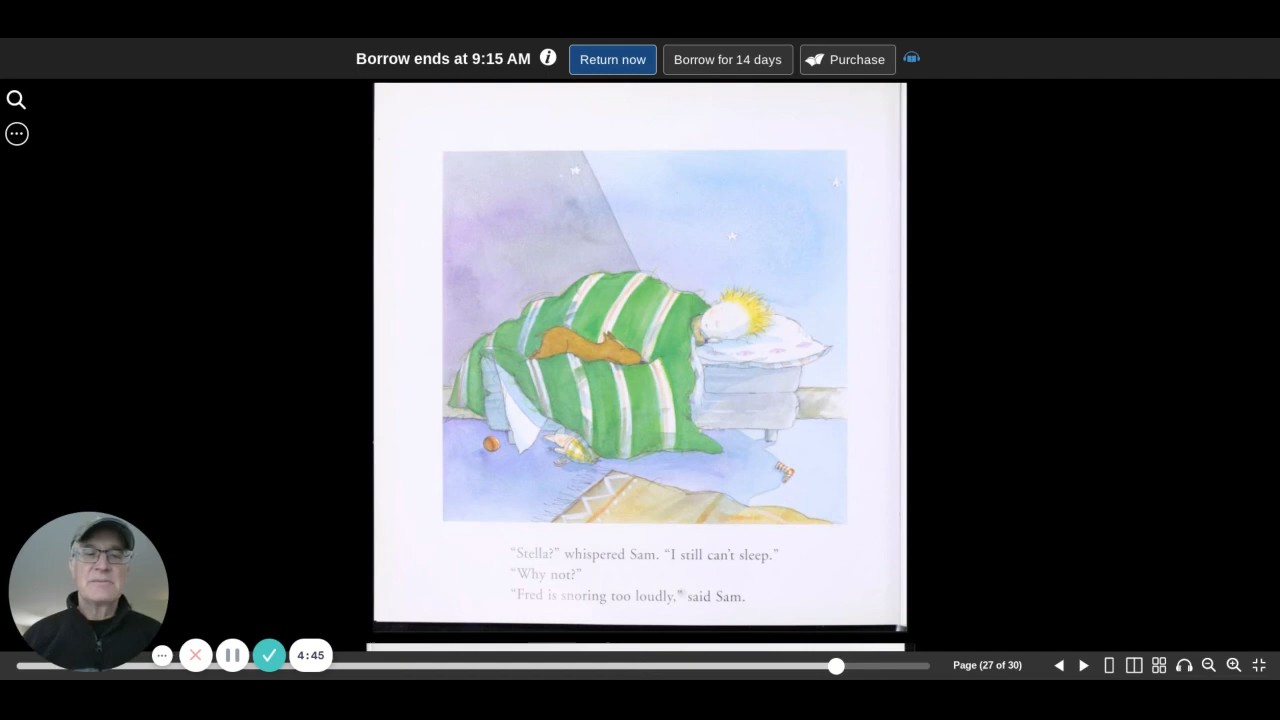 Borrow ends at 9:15 AM i Return now Borrow for 14 days Purchase
“Stella?” whispered Sam. “I still can’t sleep.”
“Why not?”
“Fred is snoring too loudly,” said Sam.
4:45
Page (27 of 30)